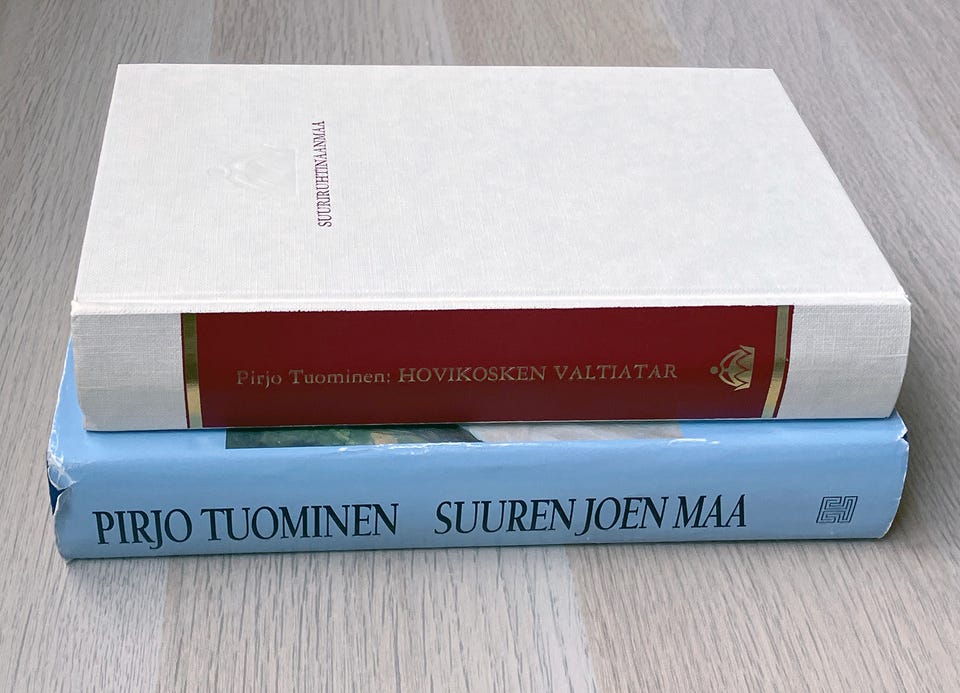 SUURIRUHTINAANMAA
Pirjo Tuominen: HOVIKOSKEN VALTIATAR
PIRJO TUOMINEN SUUREN JOEN MAA